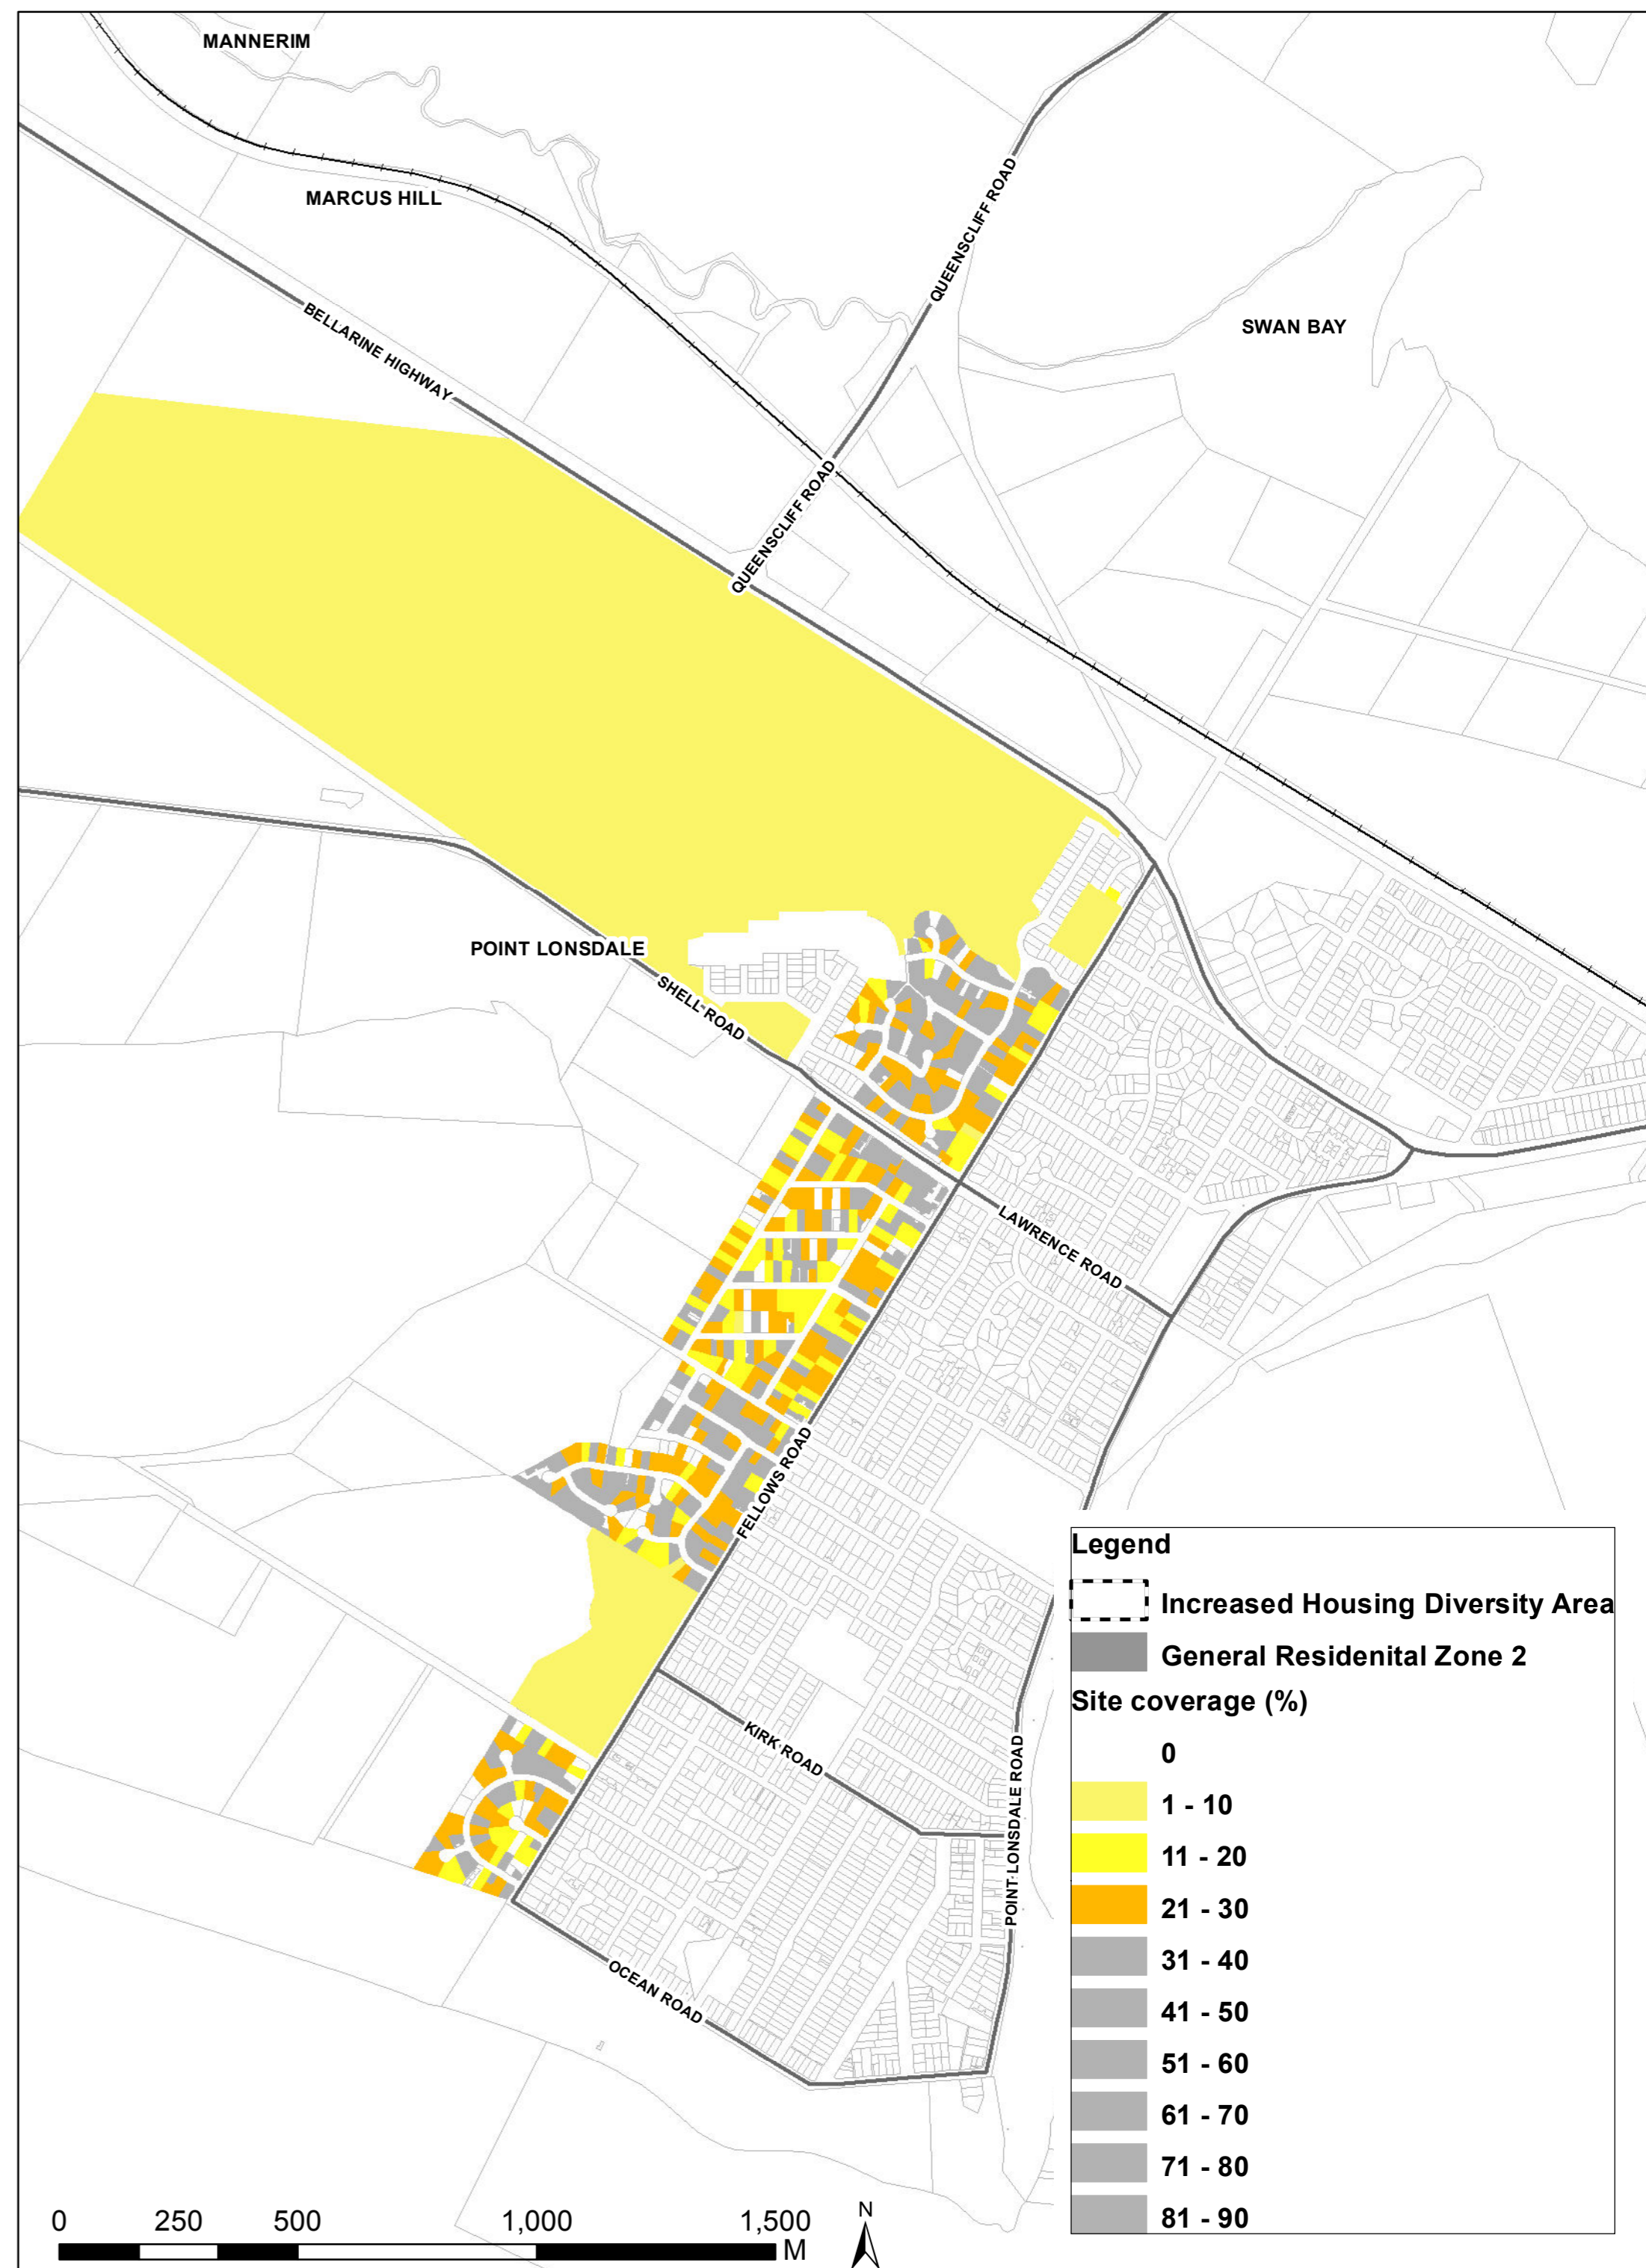 MANNERIM
MARCUS HILL
QUEENSCLIFF ROAD
SWAN BAY
BELLARINE HIGHWAY
QUEENSCLIFF ROAD
POINT LONSDALE
SHELL ROAD
LAWRENCE ROAD
FELLOWS ROAD
KIRK ROAD
POINT LONSDALE ROAD
OCEAN ROAD
Legend
Increased Housing Diversity Area
General Residenital Zone 2
Site coverage (%)
0
1 - 10
11 - 20
21 - 30
31 - 40
41 - 50
51 - 60
61 - 70
71 - 80
81 - 90
0 250 500 1,000 1,500
M
N